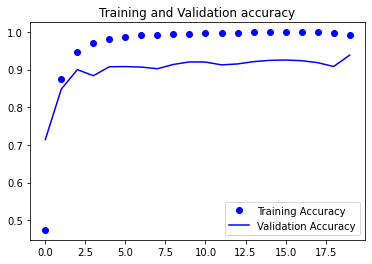 Training and Validation accuracy
1.0
0.9
0.8
0.7
0.6
0.5
Training Accuracy
Validation Accuracy
0.0 2.5 5.0 7.5 10.0 12.5 15.0 17.5